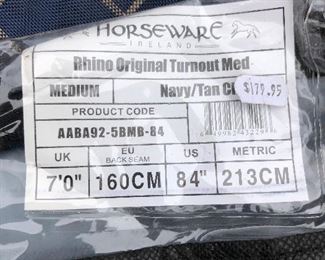 HORSEWARE
IRELAND
Rhino Original Turnout Med
MEDIUM Navy/Tan
$179.95
PRODUCT CODE
AABA92-5BMB-84
UK EU BACK SEAM US METRIC
7'0" 160CM 84" 213CM